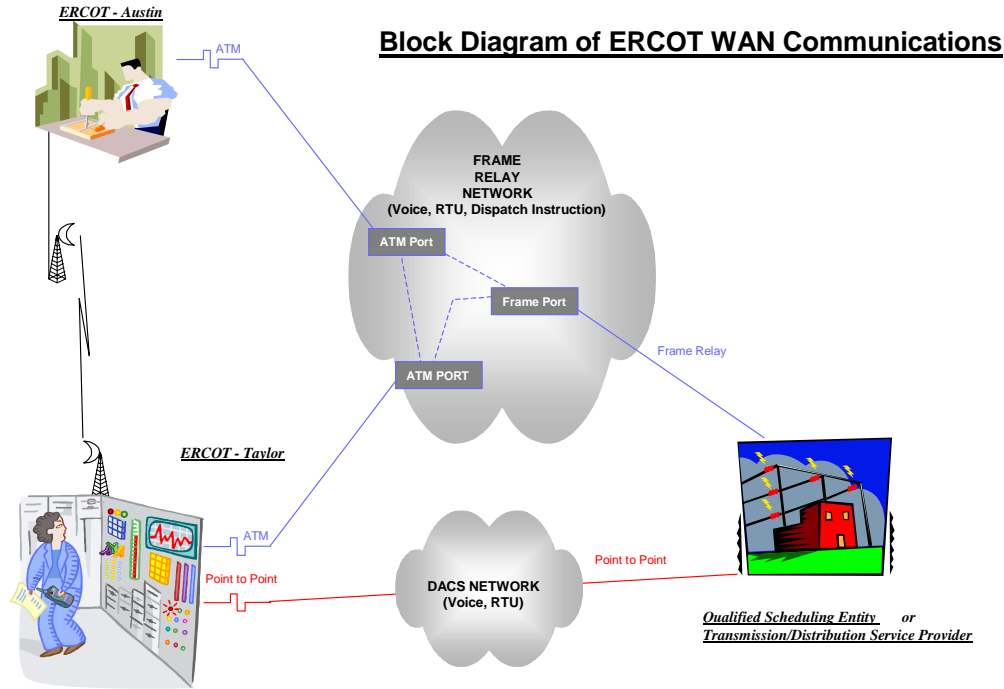 ERCOT - Austin
Block Diagram of ERCOT WAN Communications
ATM
FRAME
RELAY
NETWORK
(Voice, RTU, Dispatch Instruction)
ATM Port
Frame Port
Frame Relay
ATM PORT
ERCOT - Taylor
ATM
Point to Point
DACS NETWORK
(Voice, RTU)
Point to Point
Qualified Scheduling Entity or
Transmission/Distribution Service Provider